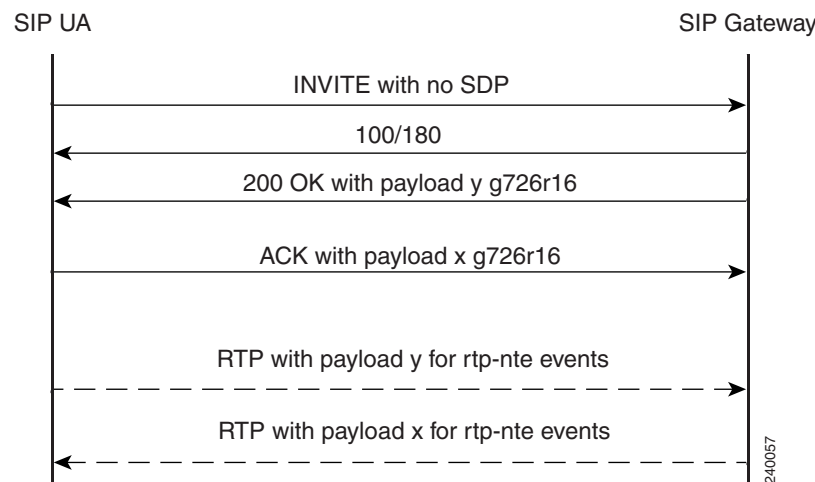 SIP UA
SIP Gateway
INVITE with no SDP
100/180
200 OK with payload y g726r16
ACK with payload x g726r16
RTP with payload y for rtp-nte events
RTP with payload x for rtp-nte events
240057